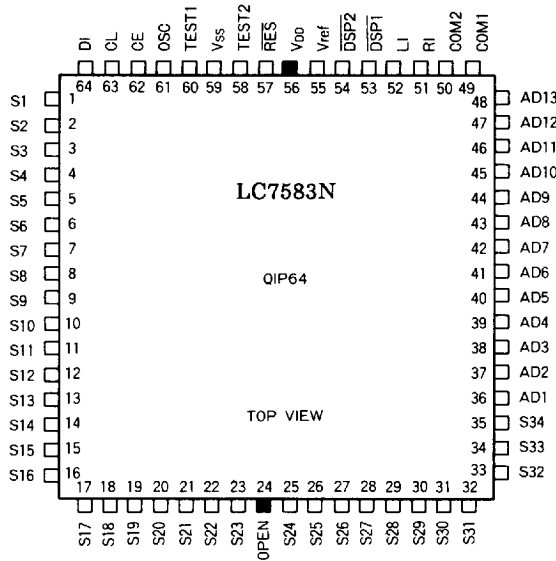 DI CL CE OSC TEST1 VSS TEST2 RES VDD Vref DSP2 DSP1 LI RI COM2 COM1
64 63 62 61 60 59 58 57 56 55 54 53 52 51 50 49
S1 1 48 AD13
S2 2 47 AD12
S3 3 46 AD11
S4 4 45 AD10
S5 5 LC7583N 44 AD9
S6 6 43 AD8
S7 7 42 AD7
S8 8 QIP64 41 AD6
S9 9 40 AD5
S10 10 39 AD4
S11 11 38 AD3
S12 12 37 AD2
S13 13 36 AD1
S14 14 TOP VIEW 35 S34
S15 15 34 S33
S16 16 33 S32
17 18 19 20 21 22 23 24 25 26 27 28 29 30 31 32
S17 S18 S19 S20 S21 S22 S23 OPEN S24 S25 S26 S27 S28 S29 S30 S31